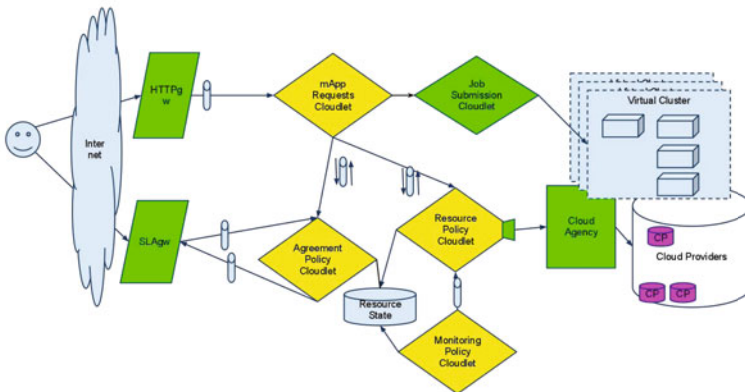 HTTPg
w
mApp
Requests
Cloudlet
Job
Submission
Cloudlet
Virtual Cluster
Inter
net
SLAgw
Agreement
Policy
Cloudlet
Resource
Policy
Cloudlet
Cloud
Agency
CP
Cloud Providers
CP
CP
Resource
State
Monitoring
Policy
Cloudlet